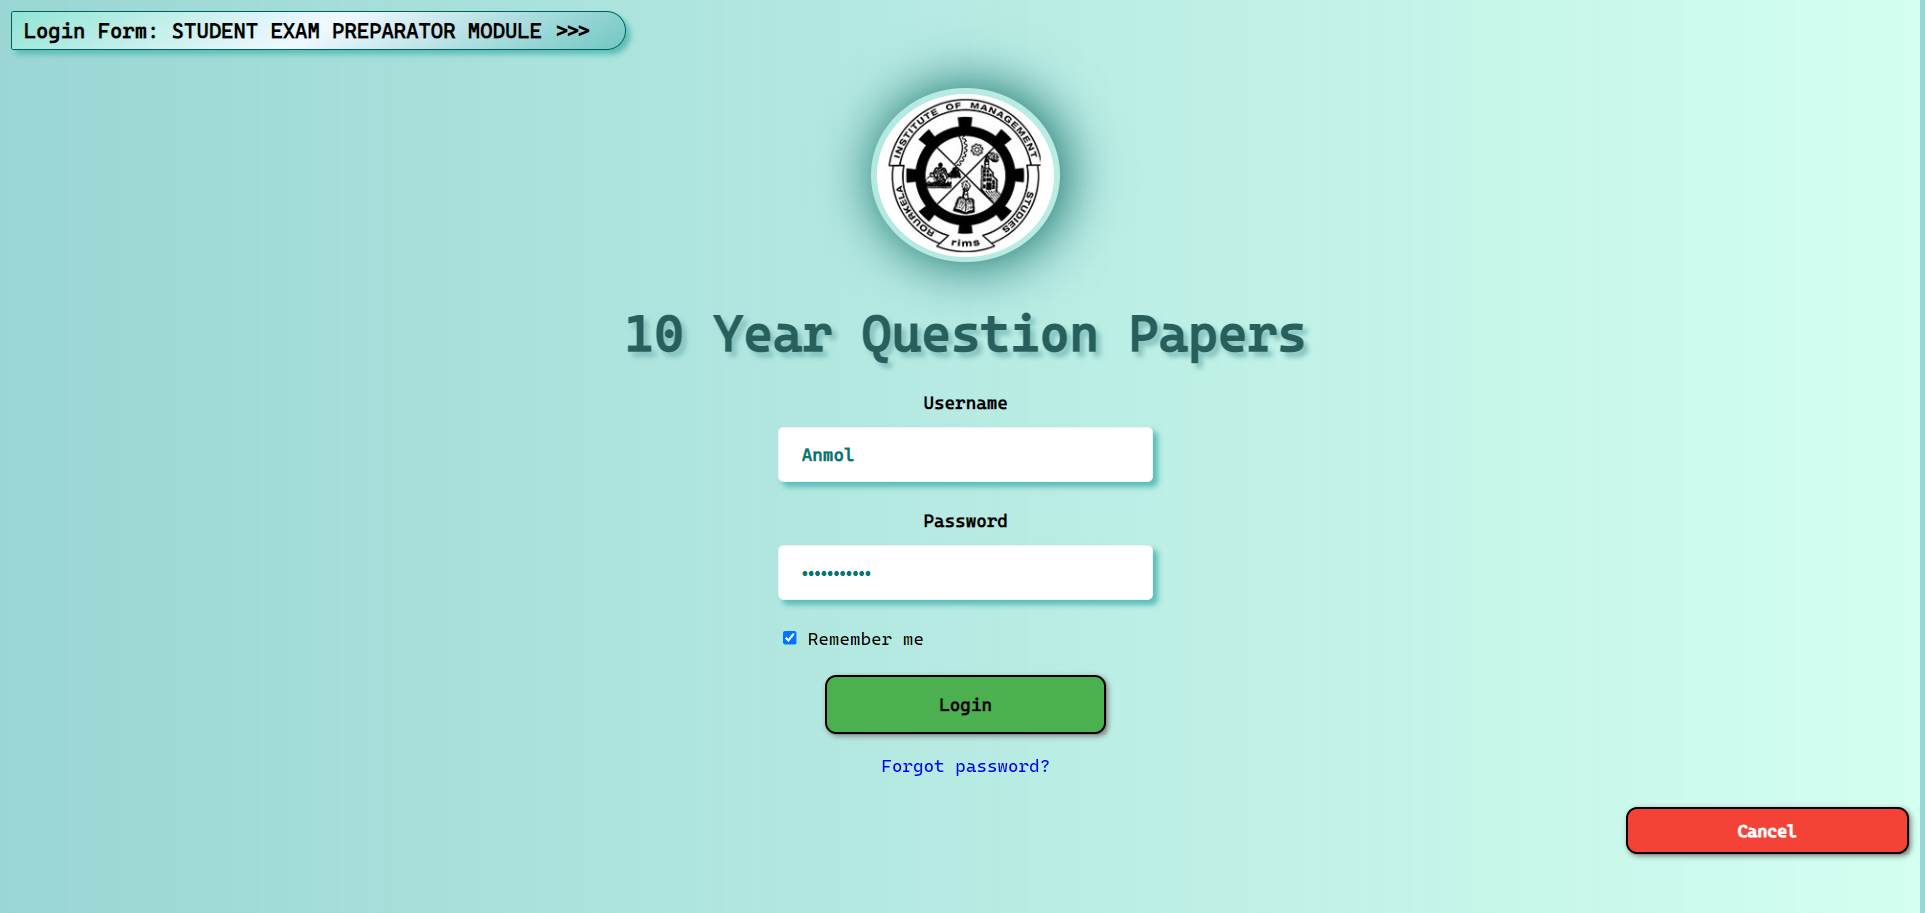 Login Form: STUDENT EXAM PREPARATOR MODULE >>>
INSTITUTE OF MANAGEMENT
ROURKELA
STUDIES
rims
10 Year Question Papers
Username
Anmol
Password
•••••••••••
Remember me
Login
Forgot password?
Cancel